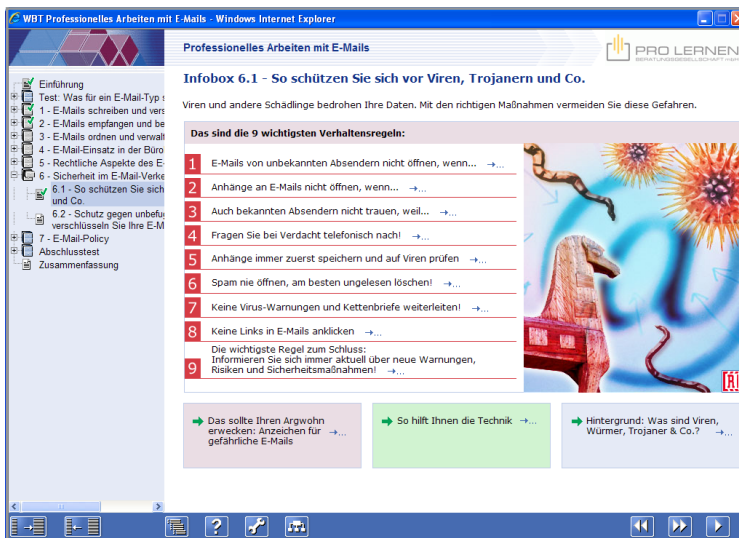 WBT Professionelles Arbeiten mit E-Mails - Windows Internet Explorer
Professionelles Arbeiten mit E-Mails
PRO LERNEN
BERATUNGSGESELLSCHAFT
Einführung
Test: Was für ein E-Mail-Typ s
1 - E-Mails schreiben und vers
2 - E-Mails empfangen und be
3 - E-Mails ordnen und verwalt
4 - E-Mail-Einsatz in der Büro
5 - Rechtliche Aspekte des E-
6 - Sicherheit im E-Mail-Verke
6.1 - So schützen Sie sich
und Co.
6.2 - Schutz gegen unbefug
verschlüsseln Sie Ihre E-M
7 - E-Mail-Policy
Abschlusstest
Zusammenfassung
Infobox 6.1 - So schützen Sie sich vor Viren, Trojanern und Co.
Viren und andere Schädlinge bedrohen Ihre Daten. Mit den richtigen Maßnahmen vermeiden Sie diese Gefahren.
Das sind die 9 wichtigsten Verhaltensregeln:
1 E-Mails von unbekannten Absendern nicht öffnen, wenn... →...
2 Anhänge an E-Mails nicht öffnen, wenn... →...
3 Auch bekannten Absendern nicht trauen, weil... →...
4 Fragen Sie bei Verdacht telefonisch nach! →...
5 Anhänge immer zuerst speichern und auf Viren prüfen →...
6 Spam nie öffnen, am besten ungelesen löschen! →...
7 Keine Virus-Warnungen und Kettenbriefe weiterleiten! →...
8 Keine Links in E-Mails anklicken →...
Die wichtigste Regel zum Schluss:
Informieren Sie sich immer aktuell über neue Warnungen,
9 Risiken und Sicherheitsmaßnahmen! →...
@
Das sollte Ihren Argwohn
erwecken: Anzeichen für →...
gefährliche E-Mails
So hilft Ihnen die Technik →...
Hintergrund: Was sind Viren,
Würmer, Trojaner & Co.? →...
?